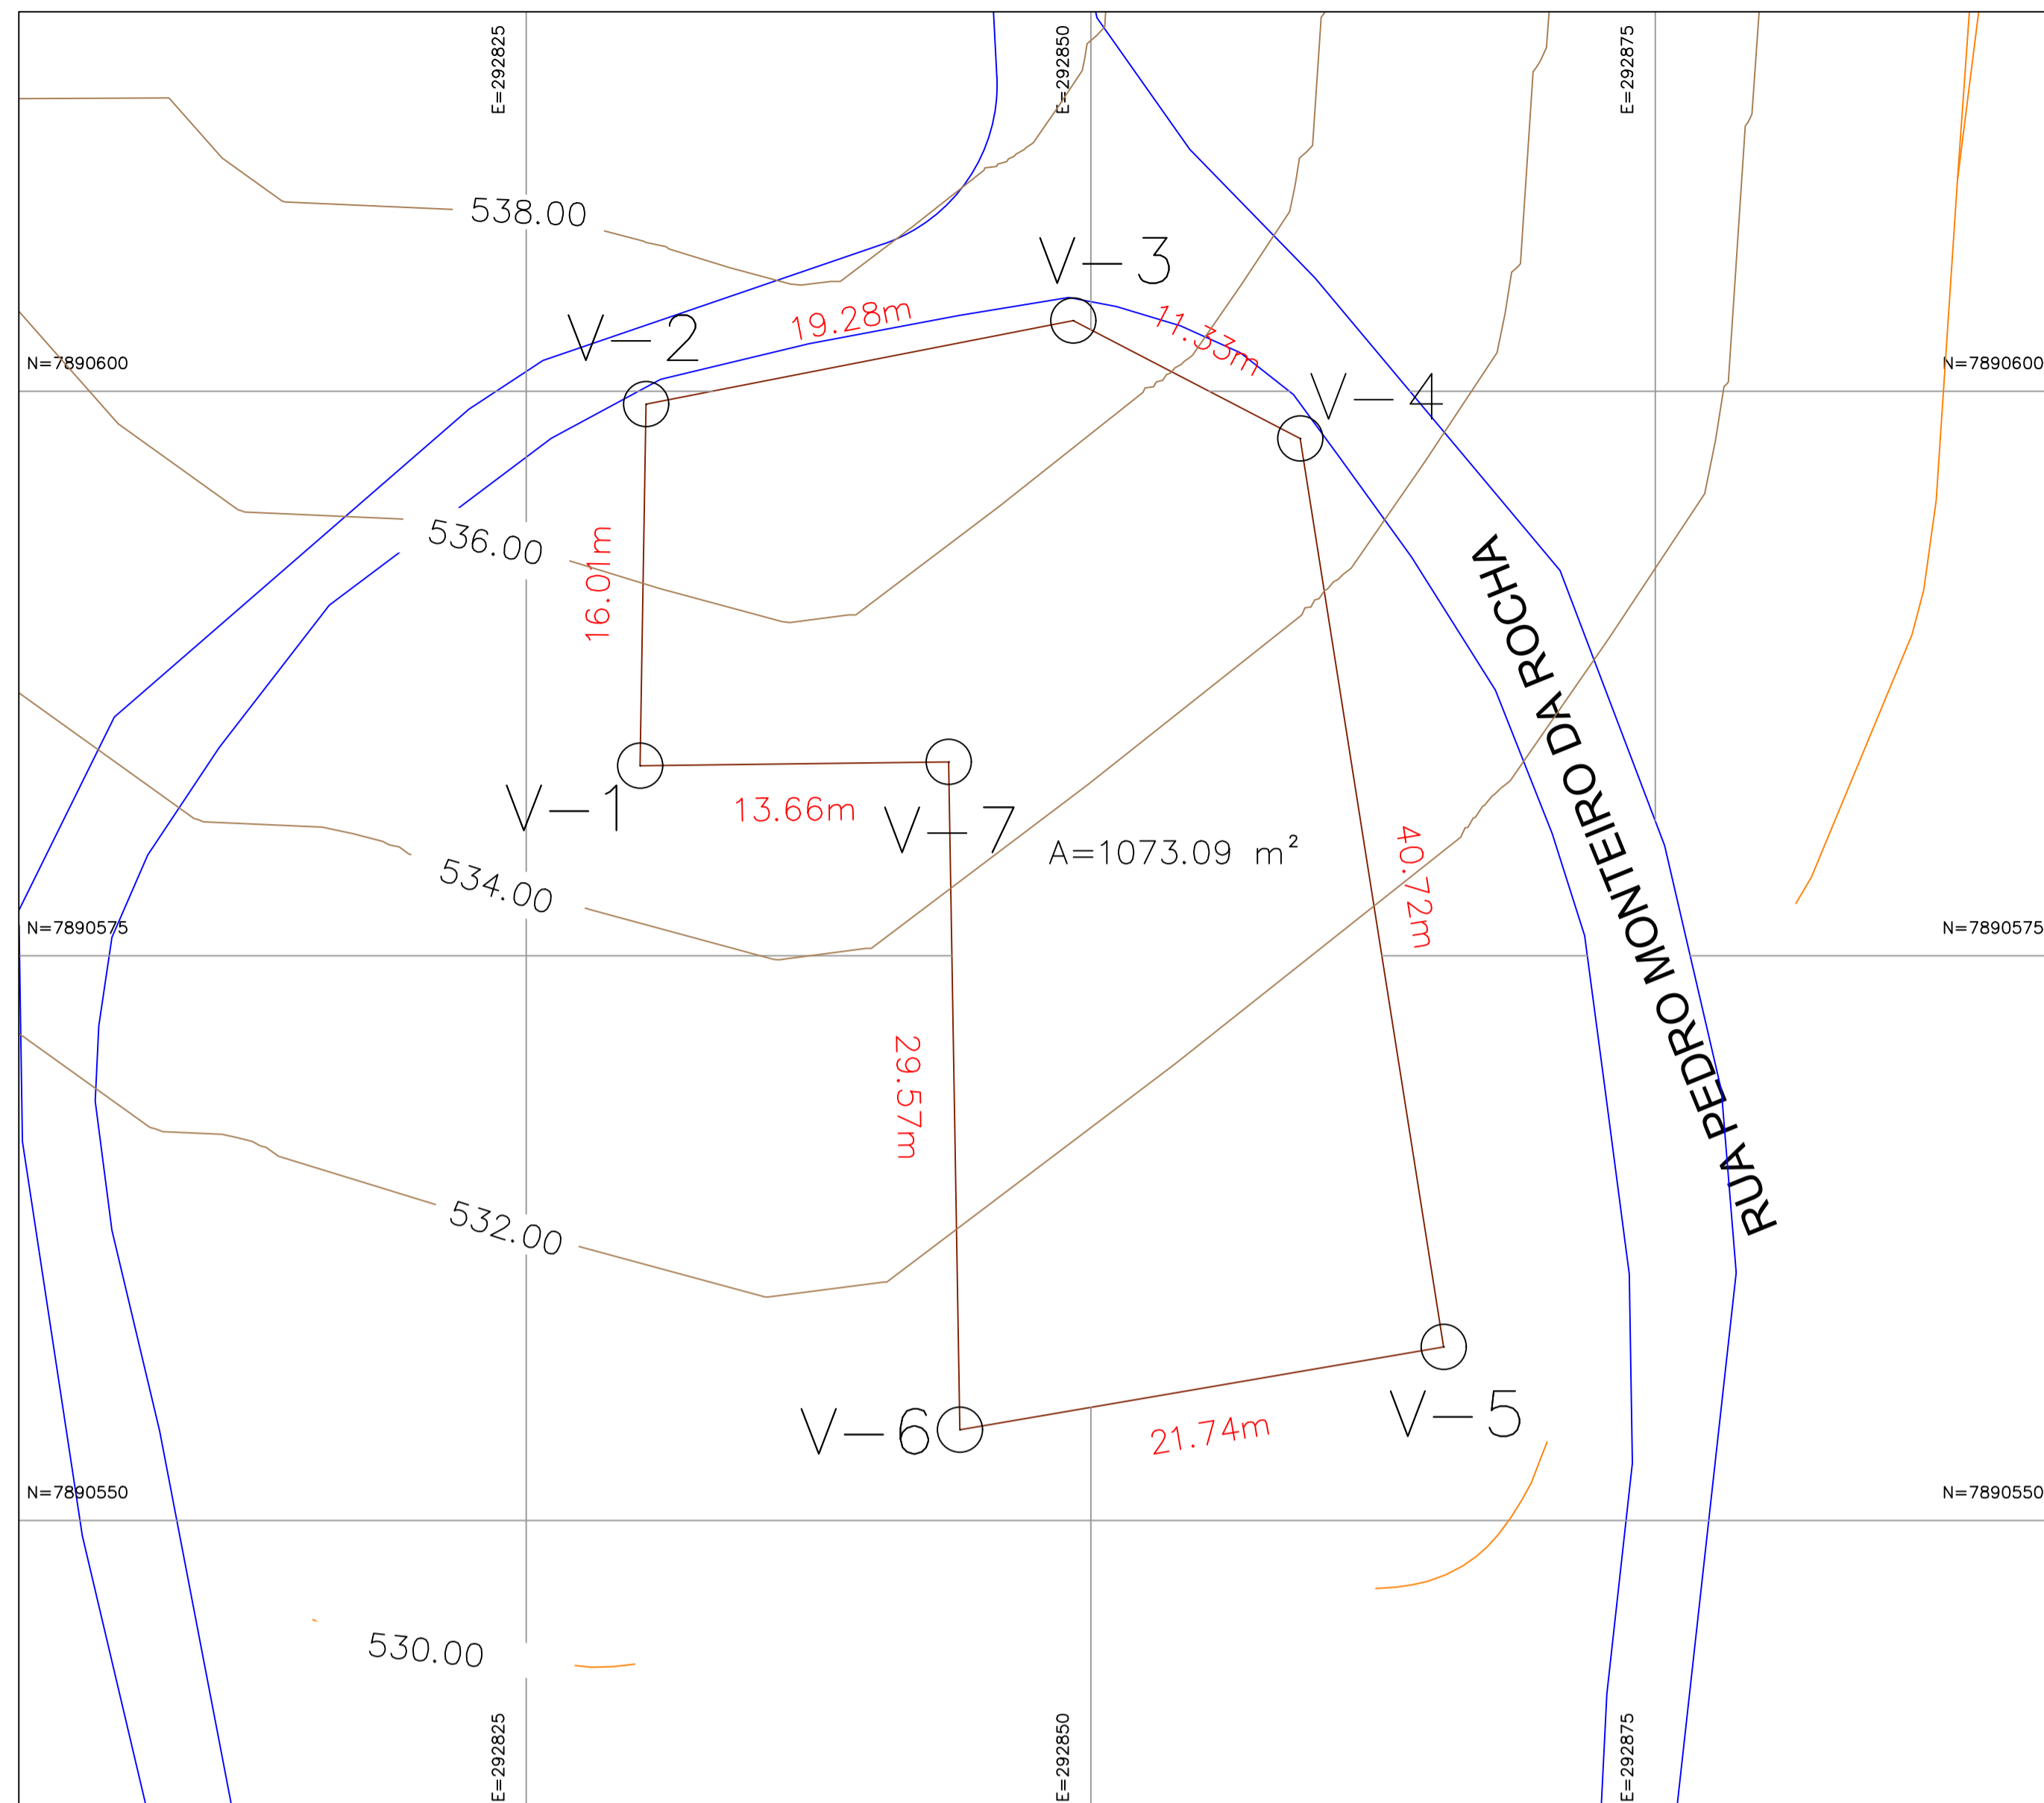 E=292825
E=292850
E=292875
538.00
V-3
19.28m
11.33m
V-2
N=7890600
N=7890600
V-4
536.00
16.01m
RUA PEDRO MONTEIRO DA ROCHA
V-1
13.66m
V-7
A=1073.09 m²
40.72m
534.00
N=7890575
N=7890575
29.57m
532.00
V-6
V-5
21.74m
N=7890550
N=7890550
530.00
E=292825
E=292850
E=292875